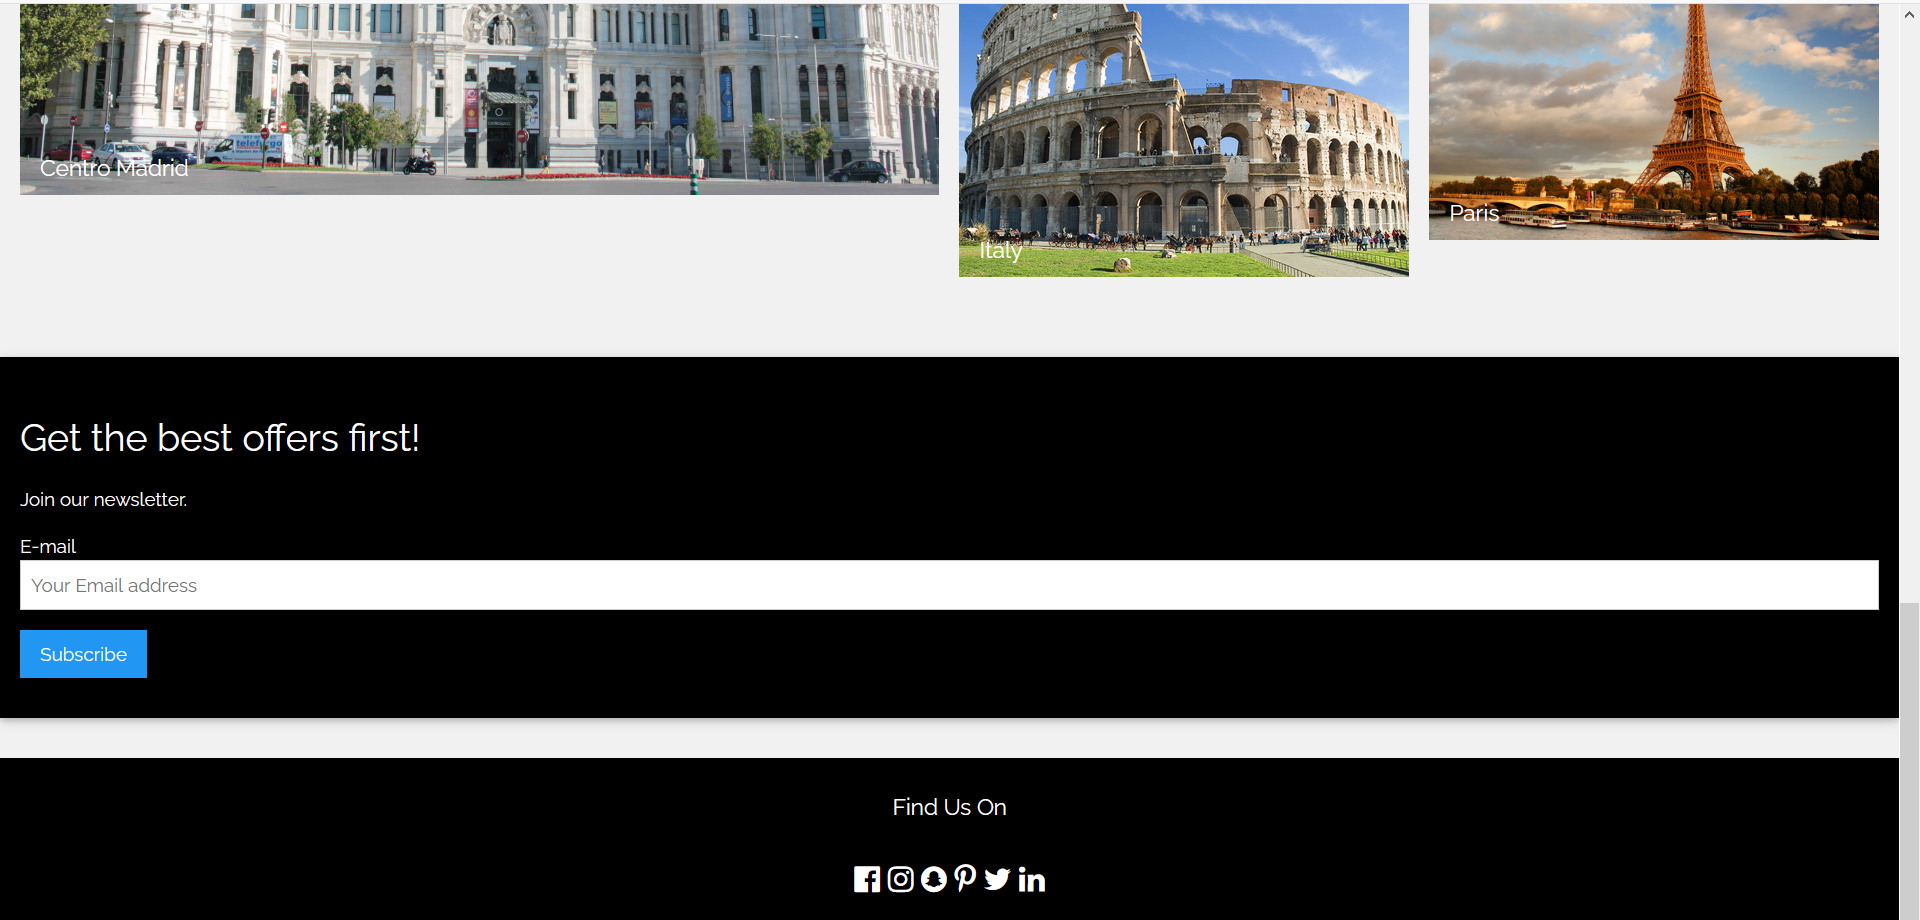 telefurgo
Centro Madrid
Italy
Paris
Get the best offers first!
Join our newsletter.
E-mail
Your Email address
Subscribe
Find Us On